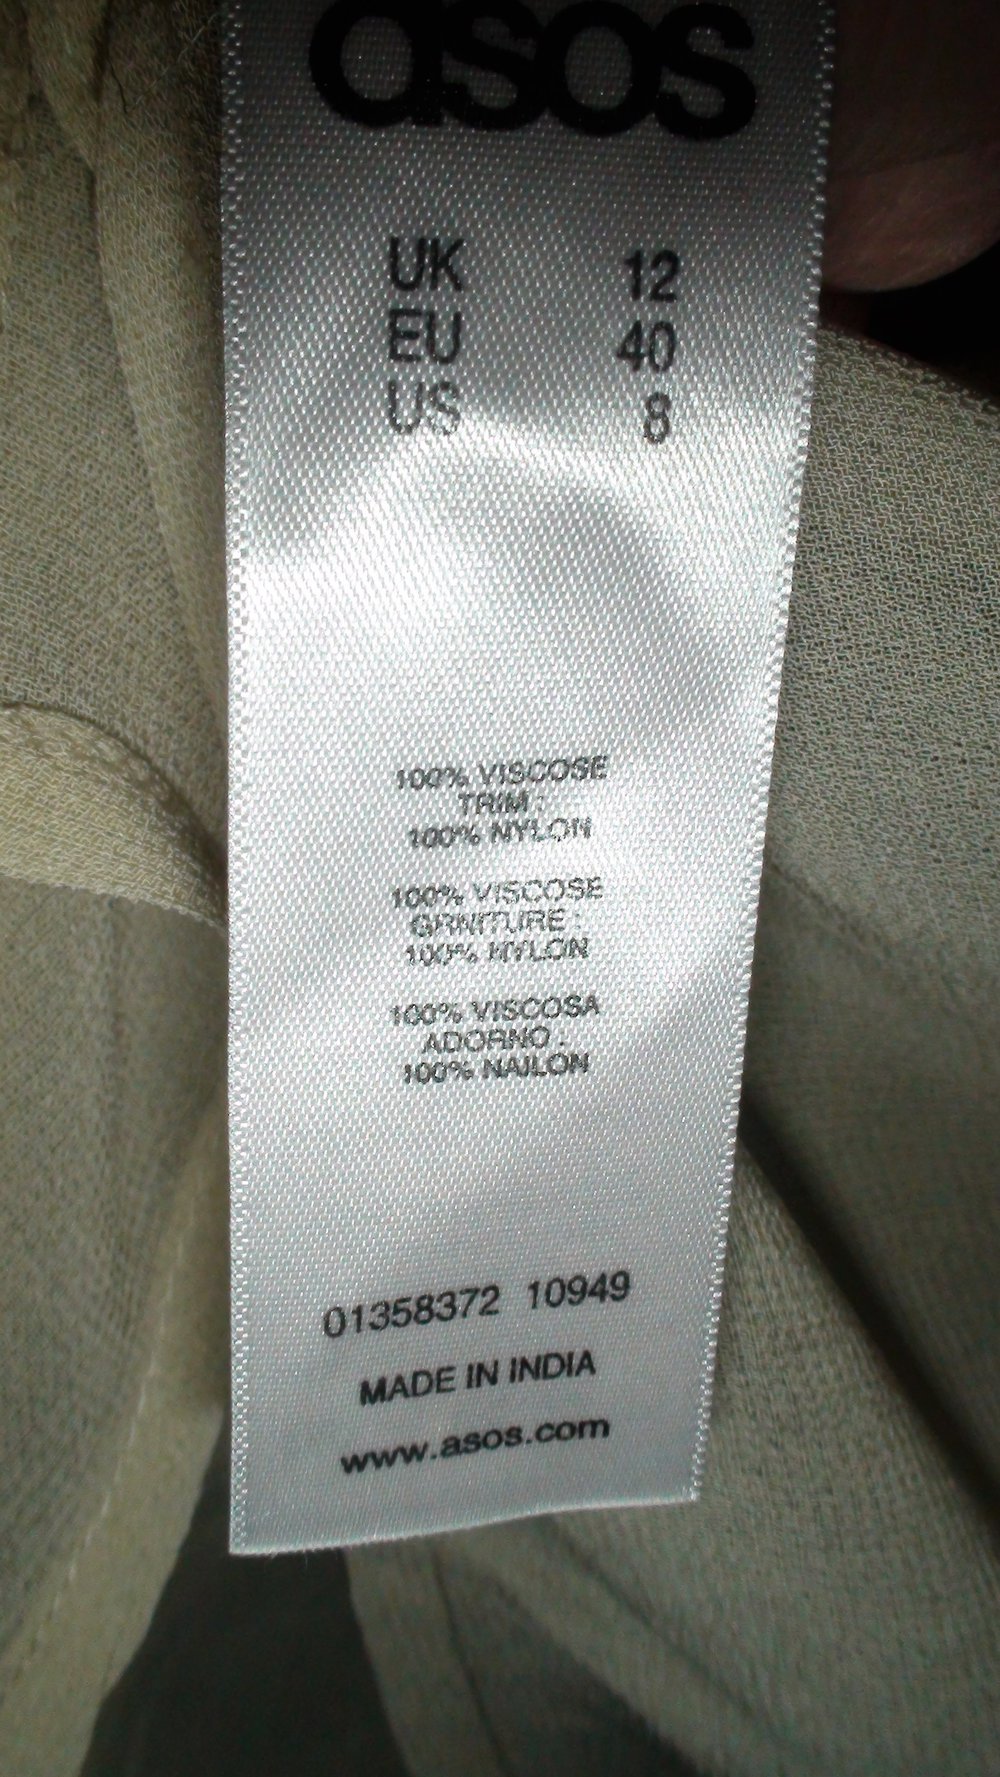 asos
UK 12
EU 40
US 8
100% VISCOSE
TRIM :
100% NYLON
100% VISCOSE
GRNITURE :
100% NYLON
100% VISCOSA
ADORNO :
100% NAILON
01358372 10949
MADE IN INDIA
www.asos.com